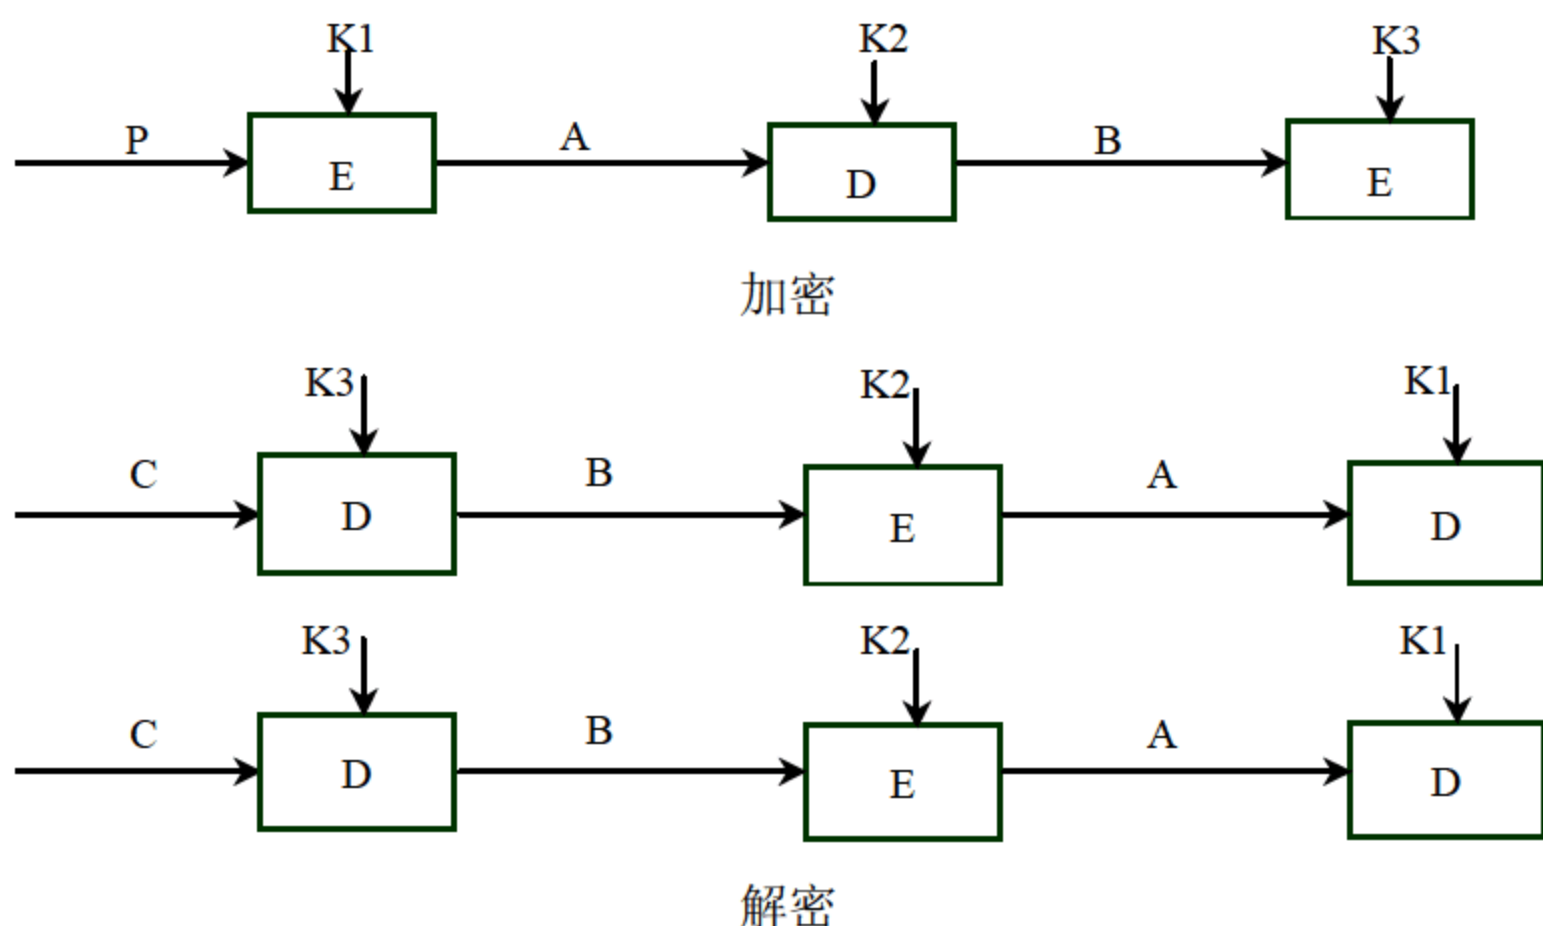 K1 K2 K3
P A B
E D E
加密
K3 K2 K1
C B A
D E D
K3 K2 K1
C B A
D E D
解密